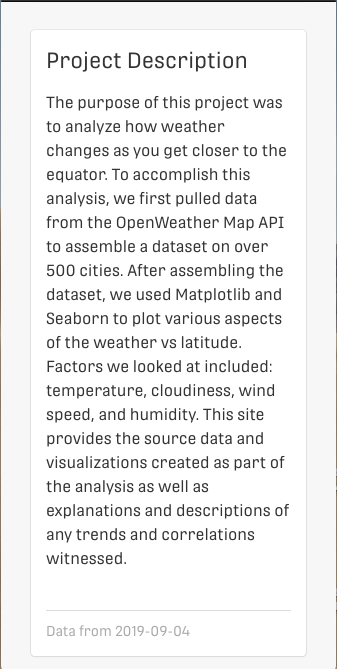 Project Description
The purpose of this project was
to analyze how weather
changes as you get closer to the
equator. To accomplish this
analysis, we first pulled data
from the OpenWeather Map API
to assemble a dataset on over
500 cities. After assembling the
dataset, we used Matplotlib and
Seaborn to plot various aspects
of the weather vs latitude.
Factors we looked at included:
temperature, cloudiness, wind
speed, and humidity. This site
provides the source data and
visualizations created as part of
the analysis as well as
explanations and descriptions of
any trends and correlations
witnessed.
Data from 2019-09-04